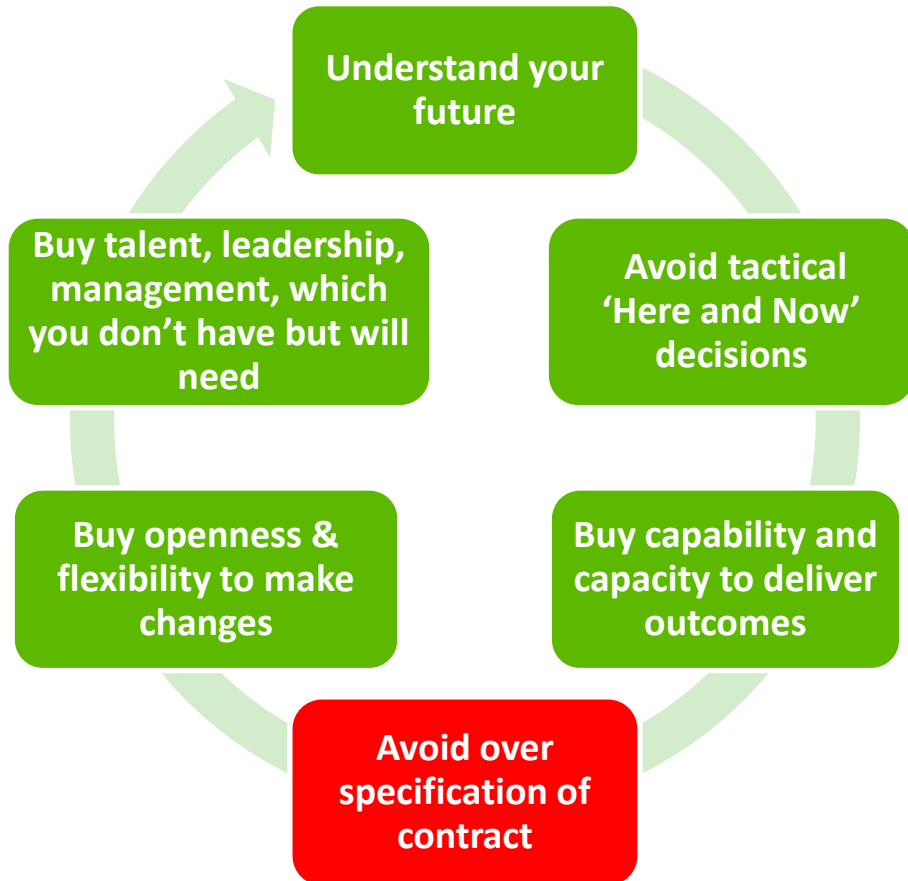 Understand your
future
Avoid tactical
‘Here and Now’
decisions
Buy capability and
capacity to deliver
outcomes
Avoid over
specification of
contract
Buy openness &
flexibility to make
changes
Buy talent, leadership,
management, which
you don’t have but will
need